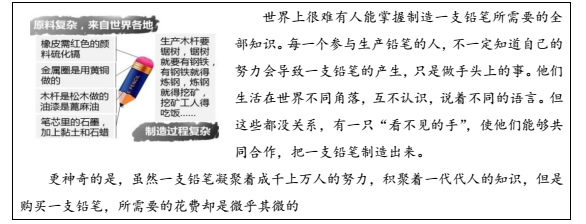 原料复杂，来自世界各地
橡皮需红色的颜
料硫化镉
金属圈是用黄铜
做的
木杆是松木做的
油漆是蓖麻油
笔芯里的石墨，
加上黏土和石蜡
生产木杆要
锯树，锯树
就要有钢铁，
有钢铁就得
炼钢，炼钢
就得挖矿，
挖矿工人得
吃饭……
制造过程复杂
世界上很难有人能掌握制造一支铅笔所需要的全
部知识。每一个参与生产铅笔的人，不一定知道自己的
努力会导致一支铅笔的产生，只是做手头上的事。他们
生活在世界不同角落，互不认识，说着不同的语言。但
这些都没关系，有一只“看不见的手”，使他们能够共
同合作，把一支铅笔制造出来。
更神奇的是，虽然一支铅笔凝聚着成千上万人的努力，积聚着一代代人的知识，但是
购买一支铅笔，所需要的花费却是微乎其微的